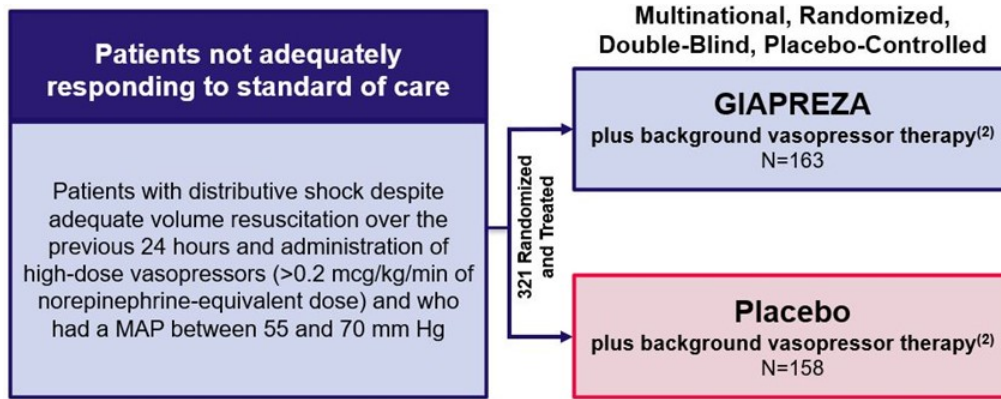 Patients not adequately
responding to standard of care
Patients with distributive shock despite
adequate volume resuscitation over the
previous 24 hours and administration of
high-dose vasopressors (>0.2 mcg/kg/min of
norepinephrine-equivalent dose) and who
had a MAP between 55 and 70 mm Hg
321 Randomized
and Treated
Multinational, Randomized,
Double-Blind, Placebo-Controlled
GIAPREZA
plus background vasopressor therapy(2)
N=163
Placebo
plus background vasopressor therapy(2)
N=158